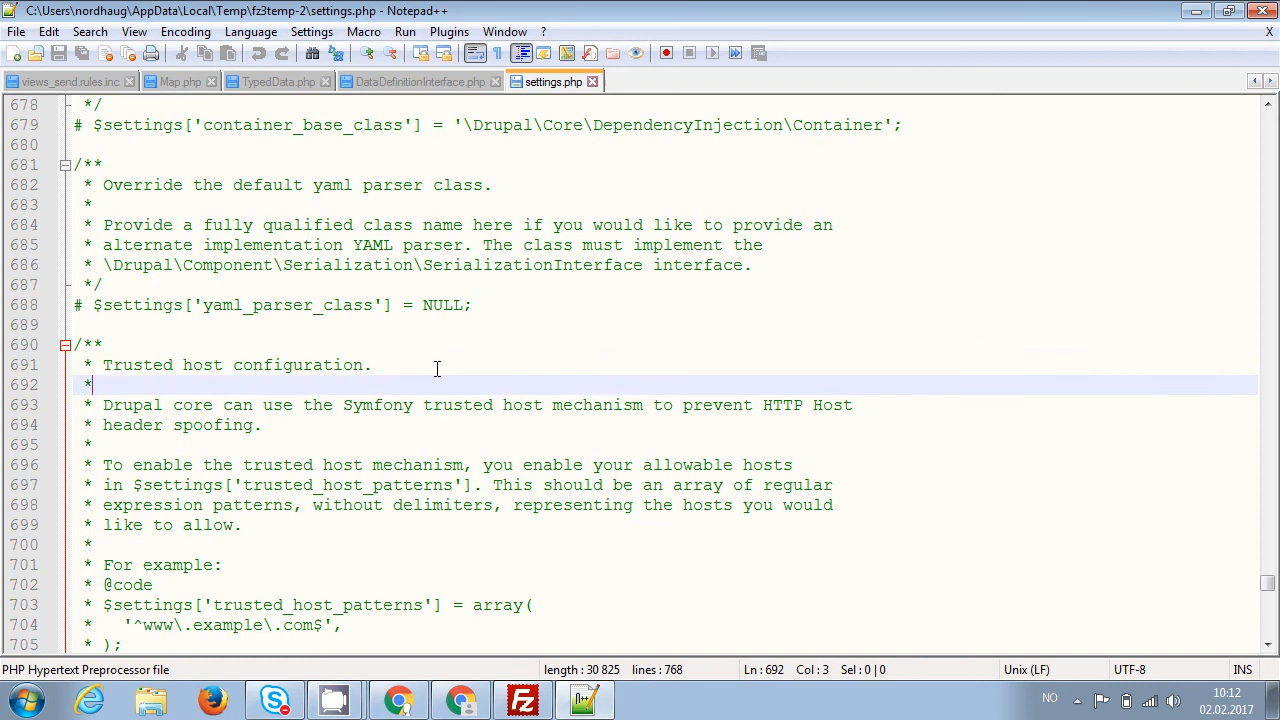 C:\Users\nordhaug\AppData\Local\Temp\fz3temp-2\settings.php - Notepad++
File Edit Search View Encoding Language Settings Macro Run Plugins Window ? X
views_send.rules.inc Map.php TypedData.php DataDefinitionInterface.php settings.php
678 */
679 # $settings['container_base_class'] = '\Drupal\Core\DependencyInjection\Container';
680
681 /**
682 * Override the default yaml parser class.
683 *
684 * Provide a fully qualified class name here if you would like to provide an
685 * alternate implementation YAML parser. The class must implement the
686 * \Drupal\Component\Serialization\SerializationInterface interface.
687 */
688 # $settings['yaml_parser_class'] = NULL;
689
690 /**
691 * Trusted host configuration.
692 *
693 * Drupal core can use the Symfony trusted host mechanism to prevent HTTP Host
694 * header spoofing.
695 *
696 * To enable the trusted host mechanism, you enable your allowable hosts
697 * in $settings['trusted_host_patterns']. This should be an array of regular
698 * expression patterns, without delimiters, representing the hosts you would
699 * like to allow.
700 *
701 * For example:
702 * @code
703 * $settings['trusted_host_patterns'] = array(
704 *   '^www\.example\.com$',
705 * );
PHP Hypertext Preprocessor file length : 30 825 lines : 768 Ln : 692 Col : 3 Sel : 0 | 0 Unix (LF) UTF-8 INS
NO 10:12
02.02.2017